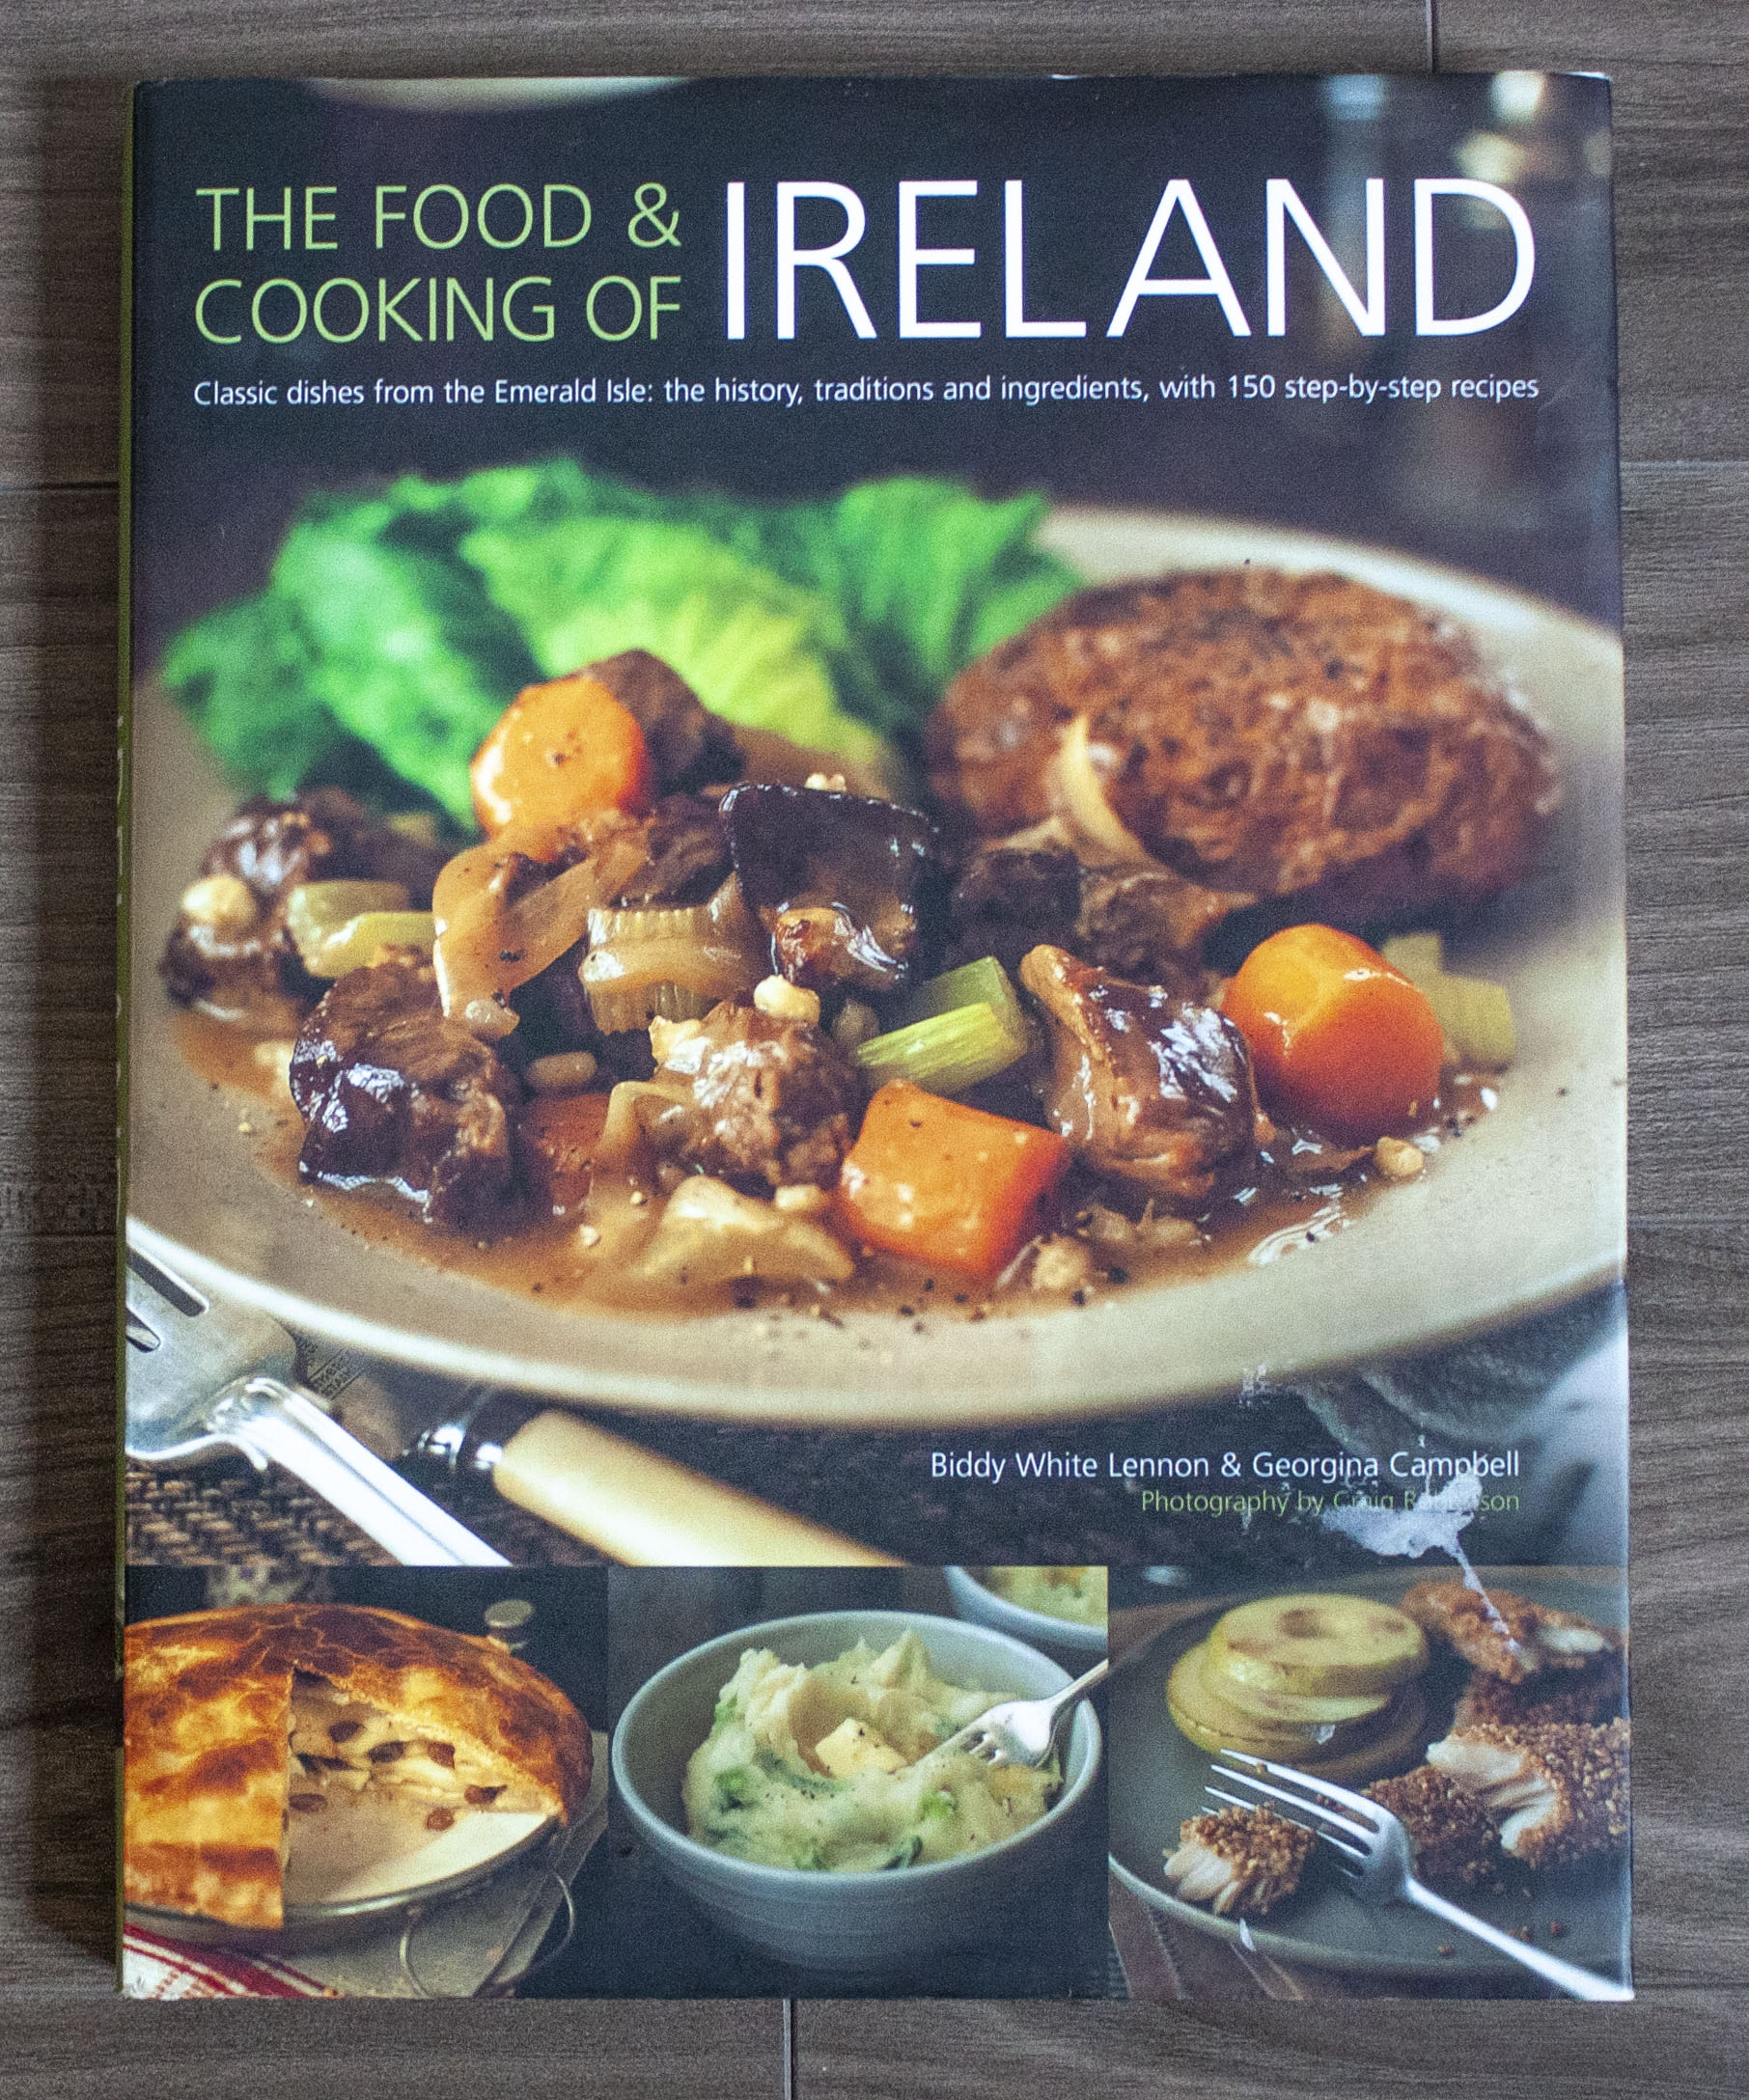 THE FOOD &
COOKING OF
IRELAND
Classic dishes from the Emerald Isle: the history, traditions and ingredients, with 150 step-by-step recipes
Biddy White Lennon & Georgina Campbell
Photography by Craig